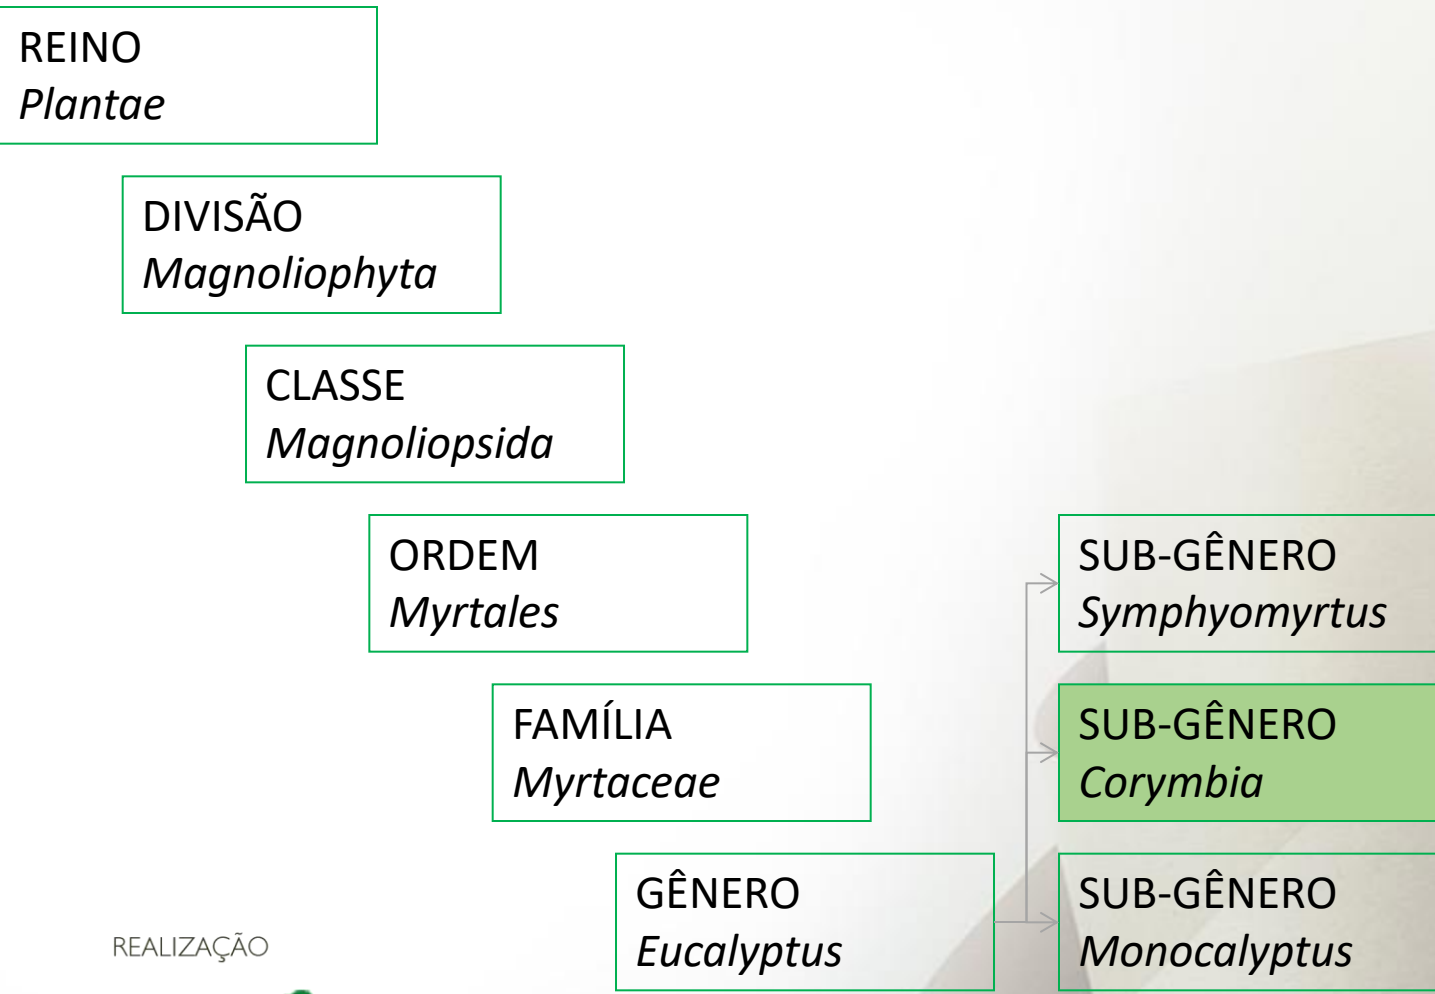 REINO
Plantae
DIVISÃO
Magnoliophyta
CLASSE
Magnoliopsida
ORDEM
Myrtales
FAMÍLIA
Myrtaceae
GÊNERO
Eucalyptus
SUB-GÊNERO
Symphyomyrtus
SUB-GÊNERO
Corymbia
SUB-GÊNERO
Monocalyptus
REALIZAÇÃO